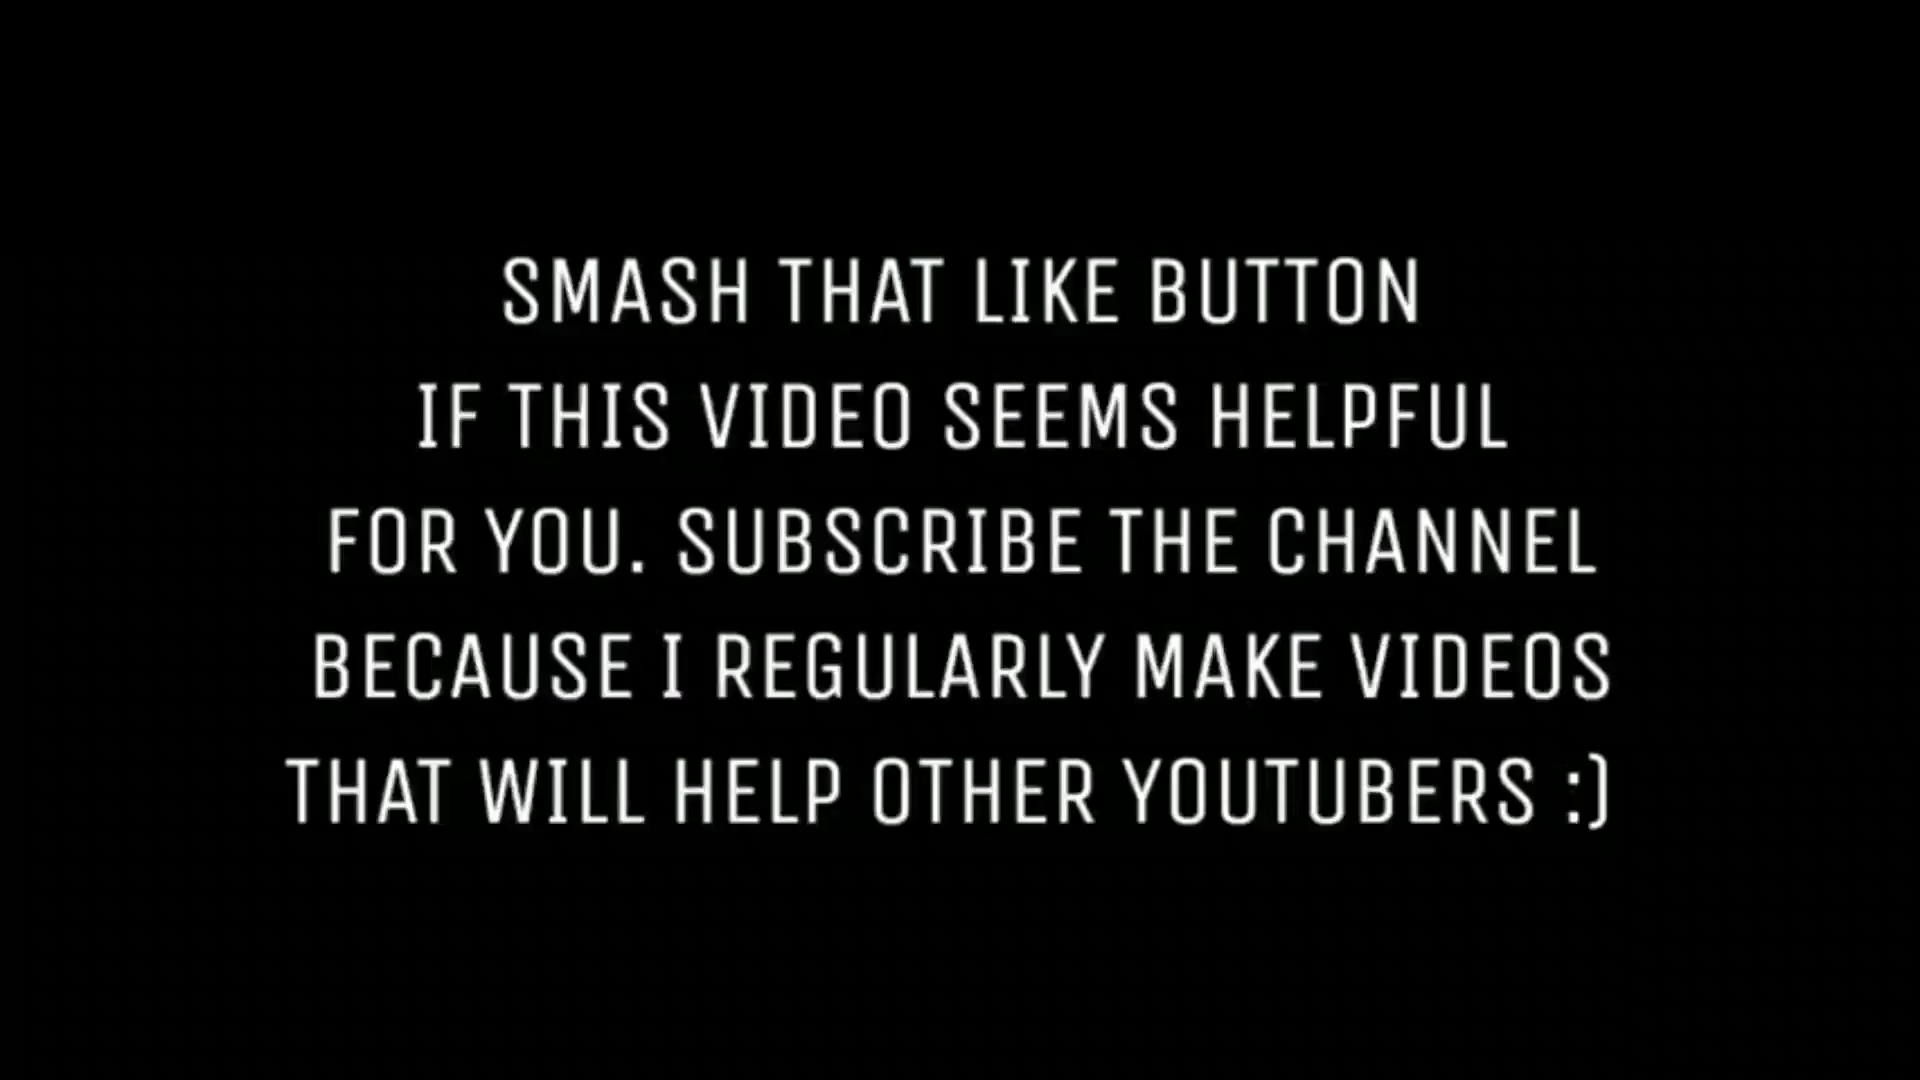 SMASH THAT LIKE BUTTON
IF THIS VIDEO SEEMS HELPFUL
FOR YOU. SUBSCRIBE THE CHANNEL
BECAUSE I REGULARLY MAKE VIDEOS
THAT WILL HELP OTHER YOUTUBERS :)